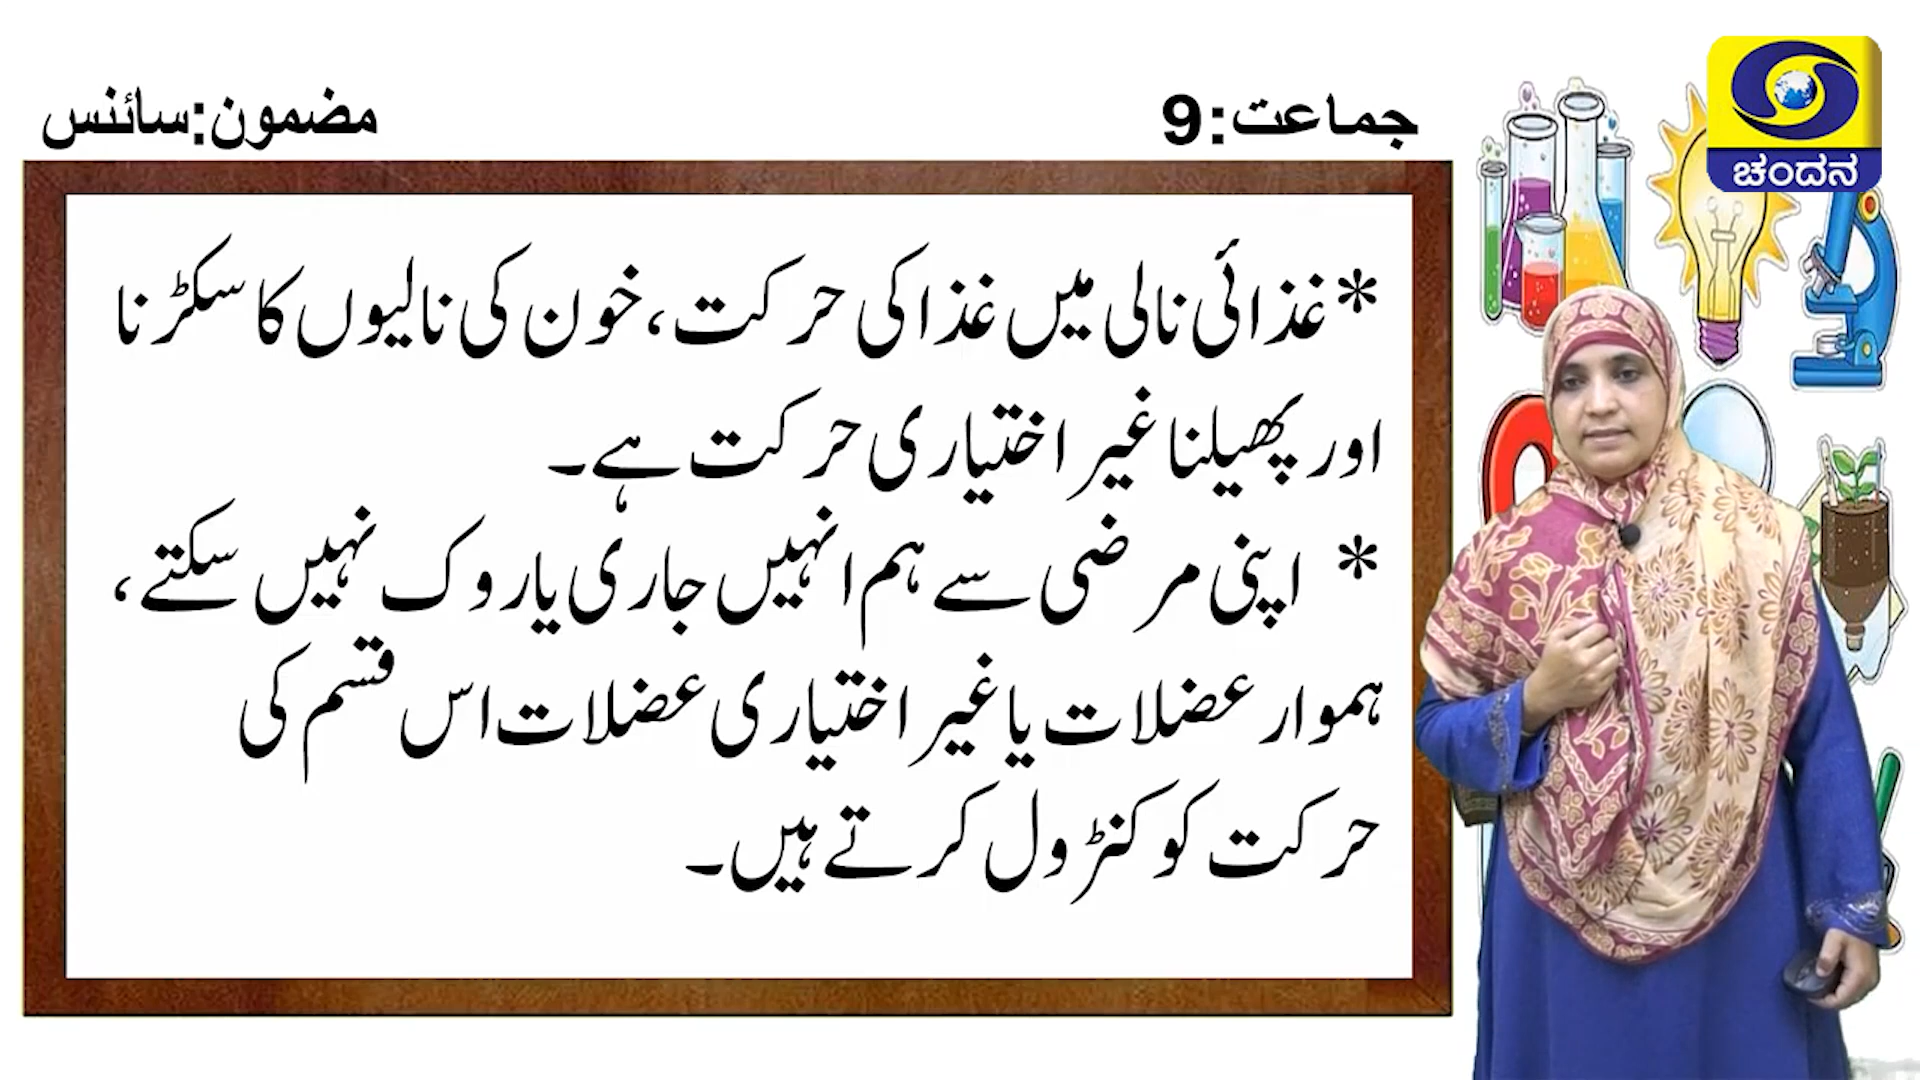 جماعت:9
مضمون:سائنس
ಚಂದನ
*غذائی نالی میں غذا کی حرکت، خون کی نالیوں کا سکڑنا
اور پھیلنا غیر اختیاری حرکت ہے۔
* اپنی مرضی سے ہم انہیں جاری یا روک نہیں سکتے،
ہموار عضلات یا غیر اختیاری عضلات اس قسم کی
حرکت کو کنٹرول کرتے ہیں۔